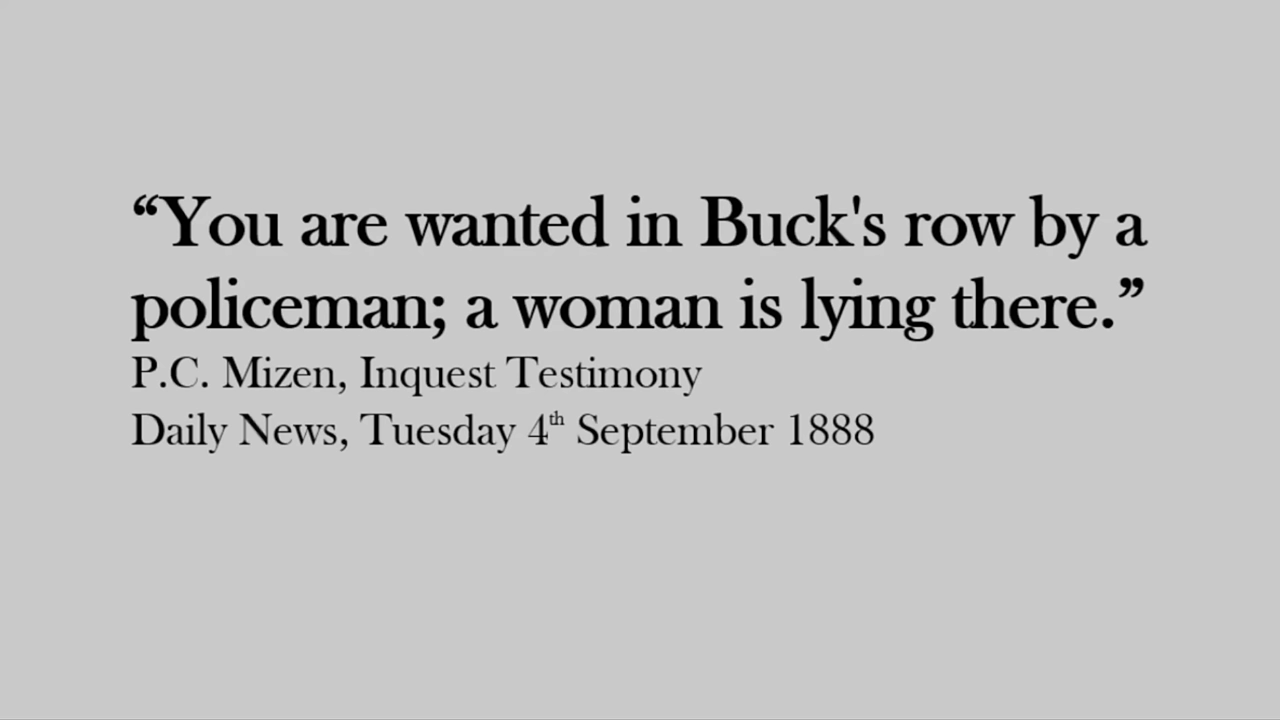 “You are wanted in Buck's row by a
policeman; a woman is lying there.”
P.C. Mizen, Inquest Testimony
Daily News, Tuesday 4th September 1888